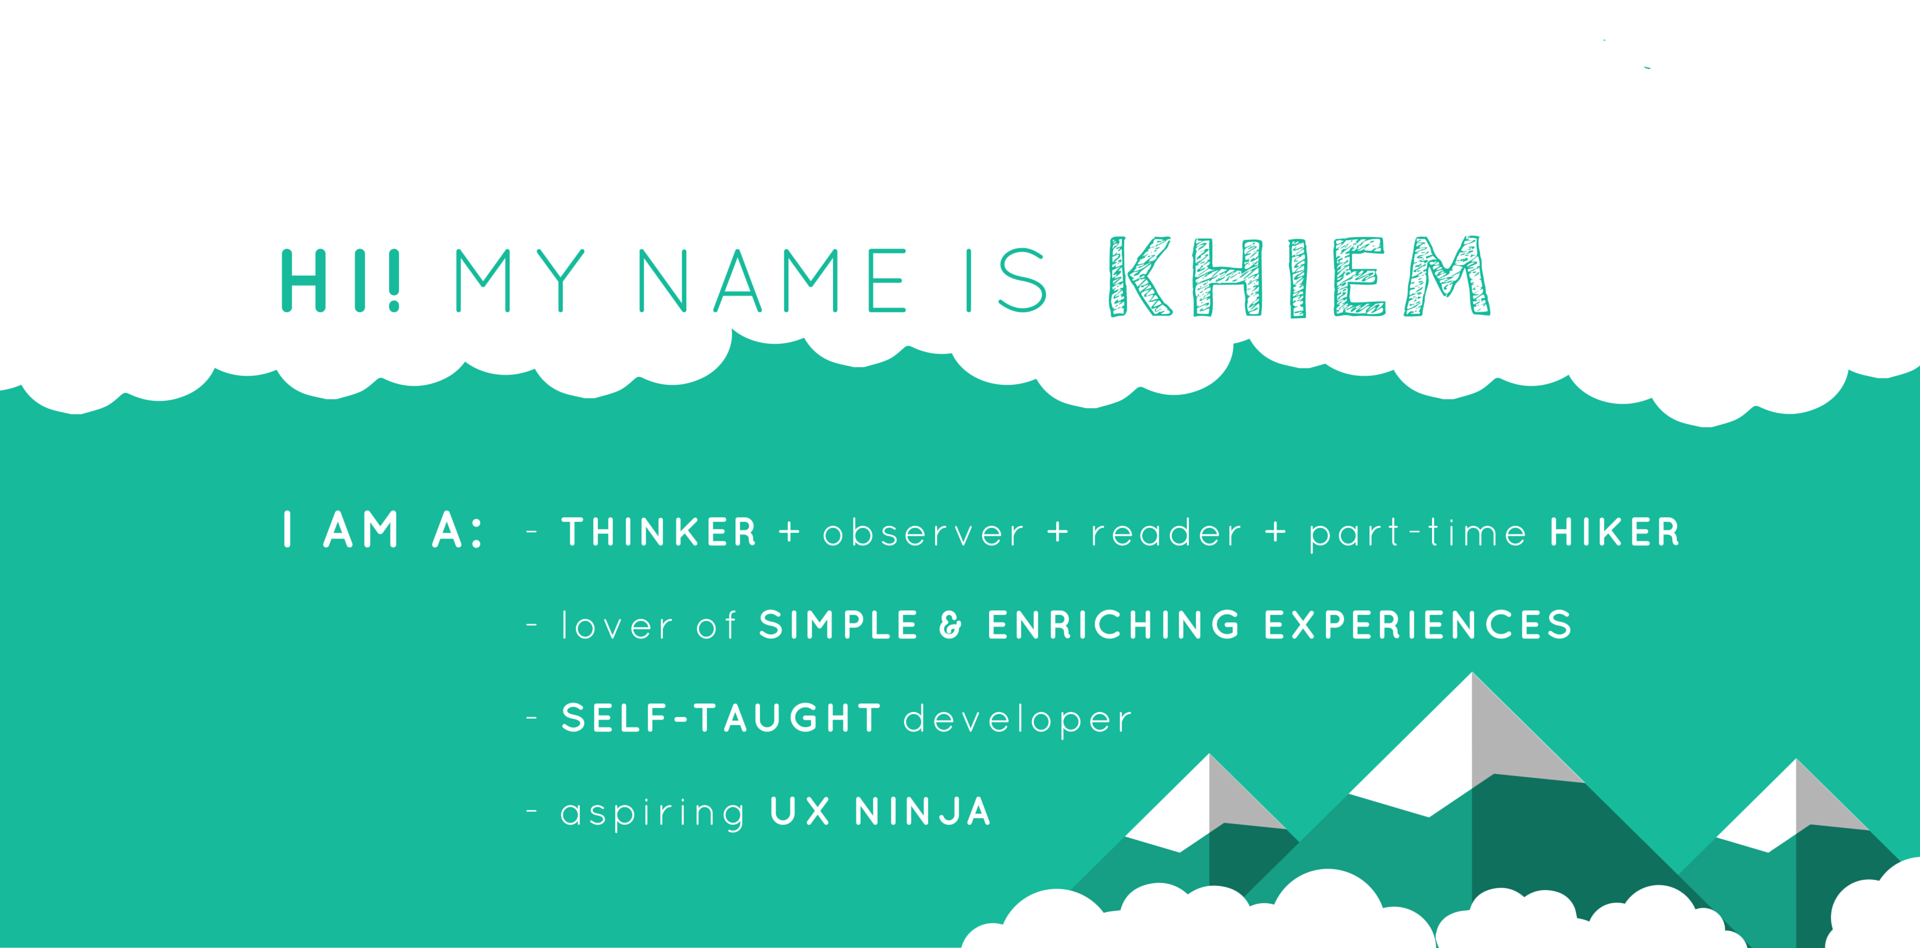 HI! MY NAME IS KHIEM
I AM A: - THINKER + observer + reader + part-time HIKER
- lover of SIMPLE & ENRICHING EXPERIENCES
- SELF-TAUGHT developer
- aspiring UX NINJA